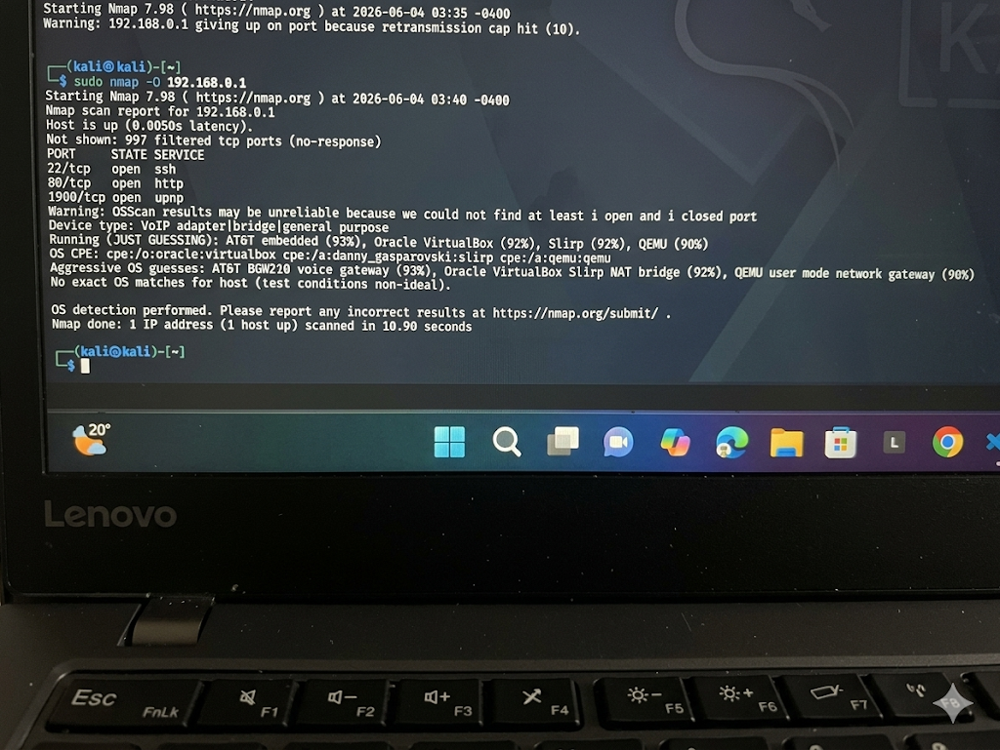 Starting Nmap 7.98 ( https://nmap.org ) at 2026-06-04 03:35 -0400
Warning: 192.168.0.1 giving up on port because retransmission cap hit (10).
┌──(kali㉿kali)-[~]
└─$ sudo nmap -O 192.168.0.1
Starting Nmap 7.98 ( https://nmap.org ) at 2026-06-04 03:40 -0400
Nmap scan report for 192.168.0.1
Host is up (0.0050s latency).
Not shown: 997 filtered tcp ports (no-response)
PORT     STATE SERVICE
22/tcp   open  ssh
80/tcp   open  http
1900/tcp open  upnp
Warning: OSScan results may be unreliable because we could not find at least i open and i closed port
Device type: VoIP adapter|bridge|general purpose
Running (JUST GUESSING): AT6T embedded (93%), Oracle VirtualBox (92%), Slirp (92%), QEMU (90%)
OS CPE: cpe:/o:oracle:virtualbox cpe:/a:danny_gasparovski:slirp cpe:/a:qemu:qemu
Aggressive OS guesses: AT6T BGW210 voice gateway (93%), Oracle VirtualBox Slirp NAT bridge (92%), QEMU user mode network gateway (90%)
No exact OS matches for host (test conditions non-ideal).
OS detection performed. Please report any incorrect results at https://nmap.org/submit/ .
Nmap done: 1 IP address (1 host up) scanned in 10.90 seconds
┌──(kali㉿kali)-[~]
└─$
KA
20°
L
Lenovo
Esc FnLk F1 F2 F3 F4 F5 F6 F7 F8